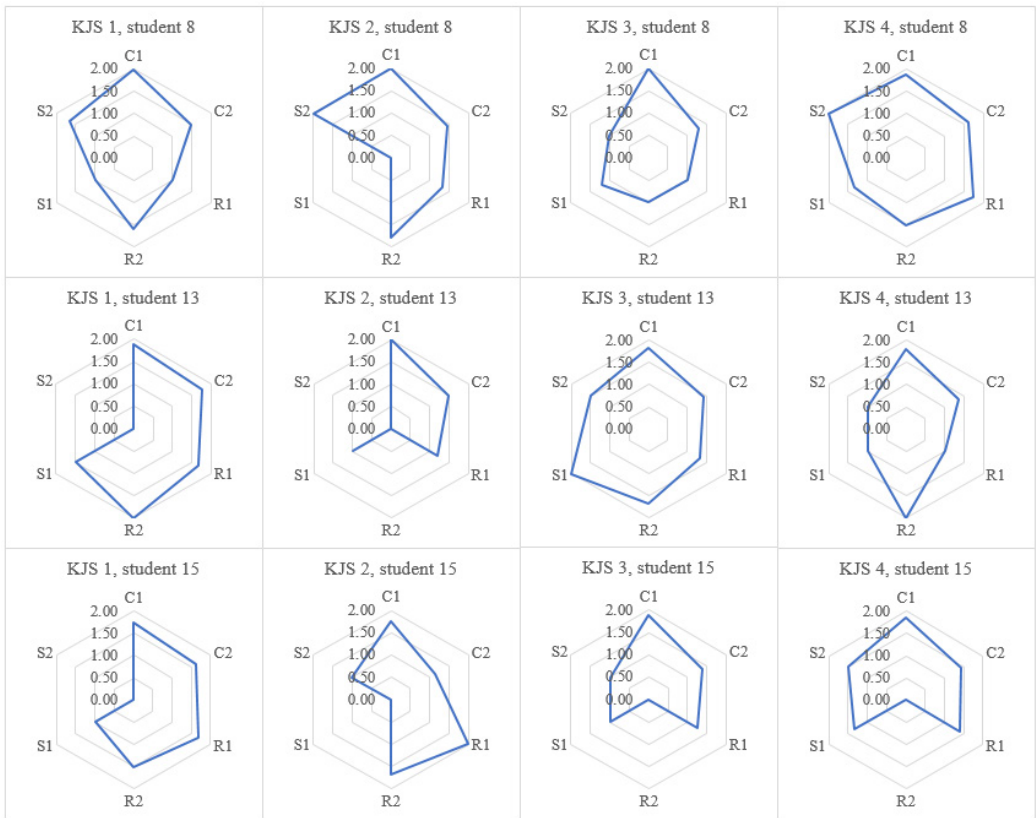 KJS 1, student 8
C1
2.00
1.50
1.00
0.50
0.00
S2
C2
S1
R1
R2
KJS 2, student 8
C1
2.00
1.50
1.00
0.50
0.00
S2
C2
S1
R1
R2
KJS 3, student 8
C1
2.00
1.50
1.00
0.50
0.00
S2
C2
S1
R1
R2
KJS 4, student 8
C1
2.00
1.50
1.00
0.50
0.00
S2
C2
S1
R1
R2
KJS 1, student 13
C1
2.00
1.50
1.00
0.50
0.00
S2
C2
S1
R1
R2
KJS 2, student 13
C1
2.00
1.50
1.00
0.50
0.00
S2
C2
S1
R1
R2
KJS 3, student 13
C1
2.00
1.50
1.00
0.50
0.00
S2
C2
S1
R1
R2
KJS 4, student 13
C1
2.00
1.50
1.00
0.50
0.00
S2
C2
S1
R1
R2
KJS 1, student 15
C1
2.00
1.50
1.00
0.50
0.00
S2
C2
S1
R1
R2
KJS 2, student 15
C1
2.00
1.50
1.00
0.50
0.00
S2
C2
S1
R1
R2
KJS 3, student 15
C1
2.00
1.50
1.00
0.50
0.00
S2
C2
S1
R1
R2
KJS 4, student 15
C1
2.00
1.50
1.00
0.50
0.00
S2
C2
S1
R1
R2